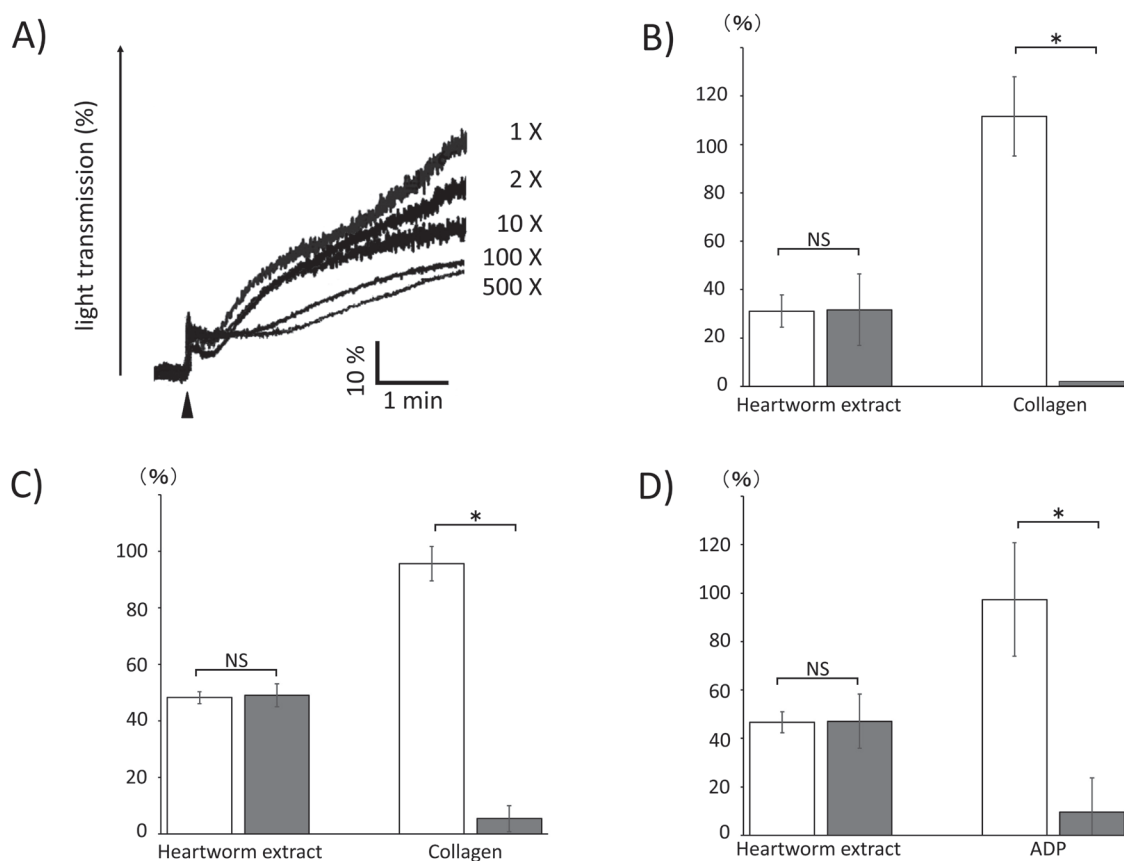 A)
light transmission (%)
1 X
2 X
10 X
100 X
500 X
10 %
1 min
B)
(%)
120
100
80
60
40
20
0
NS
*
Heartworm extract
Collagen
C)
(%)
100
80
60
40
20
0
NS
*
Heartworm extract
Collagen
D)
(%)
120
100
80
60
40
20
0
NS
*
Heartworm extract
ADP